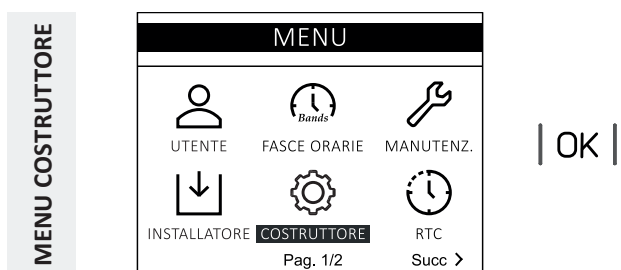 MENU COSTRUTTORE
MENU
Bands
UTENTE FASCE ORARIE MANUTENZ.
INSTALLATORE COSTRUTTORE RTC
Pag. 1/2 Succ >
| OK |